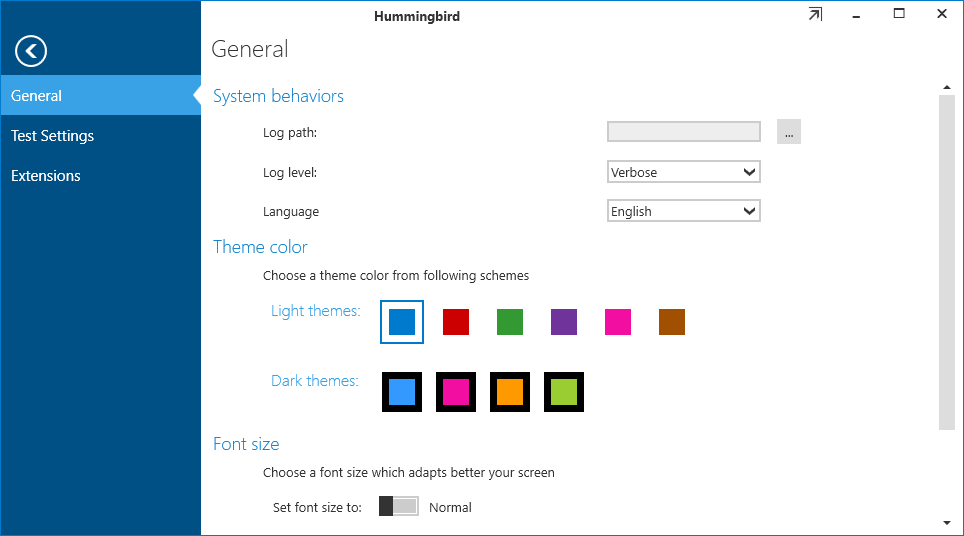 Hummingbird
General
General
Test Settings
Extensions
System behaviors
Log path:
...
Log level:
Verbose
Language
English
Theme color
Choose a theme color from following schemes
Light themes:
Dark themes:
Font size
Choose a font size which adapts better your screen
Set font size to:
Normal